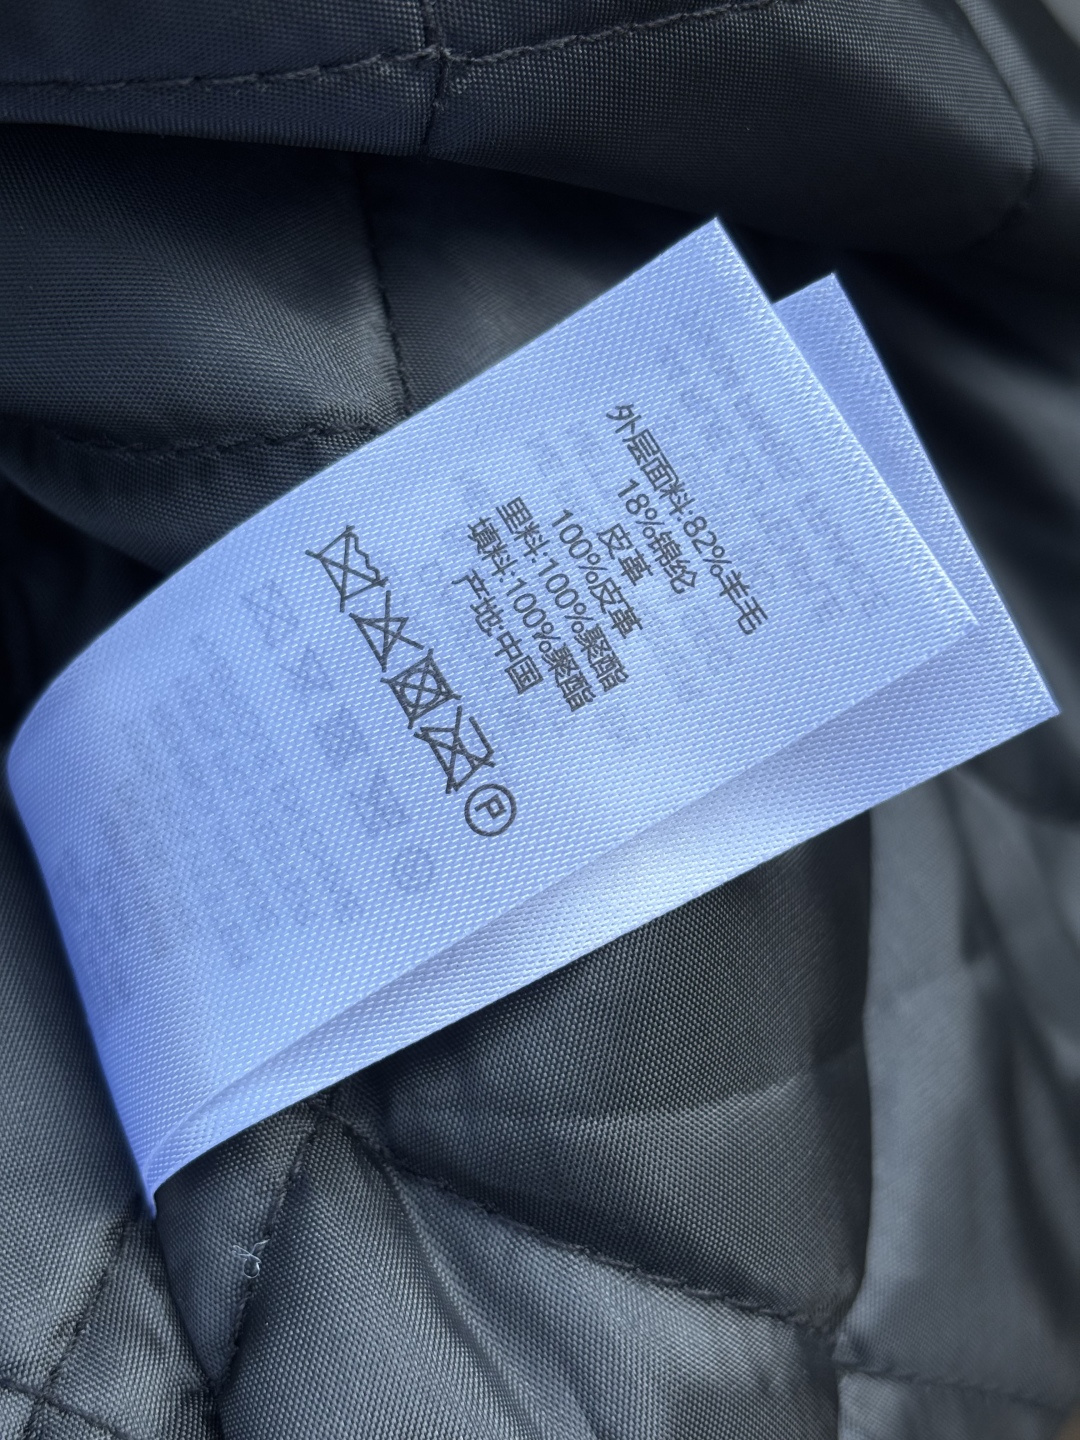 外层面料:82%羊毛
18%锦纶
皮革
100%皮革
里料:100%聚酯
填料:100%聚酯
产地:中国
P